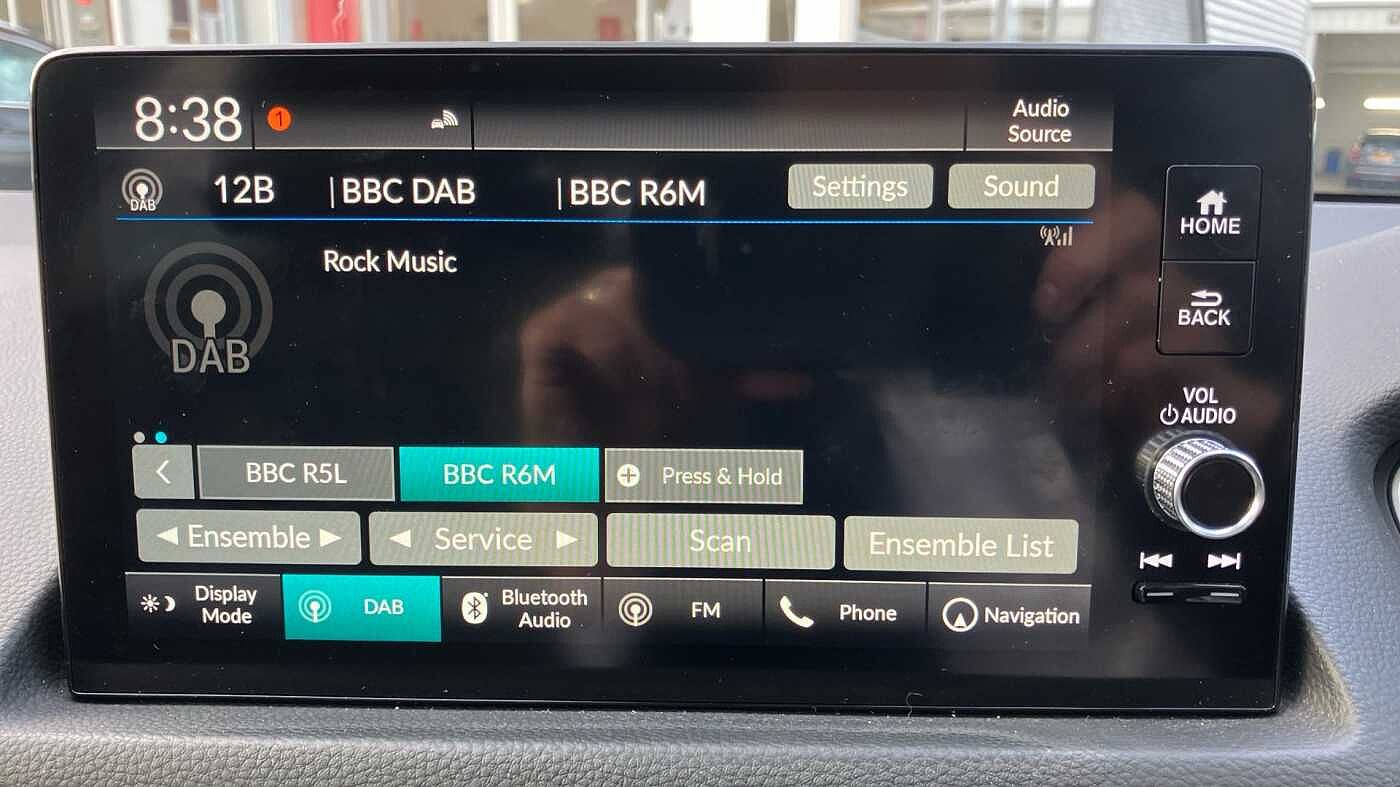 8:38
1
Audio
Source
DAB
12B
|BBC DAB
|BBC R6M
Settings
Sound
Rock Music
DAB
HOME
BACK
VOL
AUDIO
BBC R5L
BBC R6M
Press & Hold
Ensemble
Service
Scan
Ensemble List
Display
Mode
DAB
Bluetooth
Audio
FM
Phone
Navigation